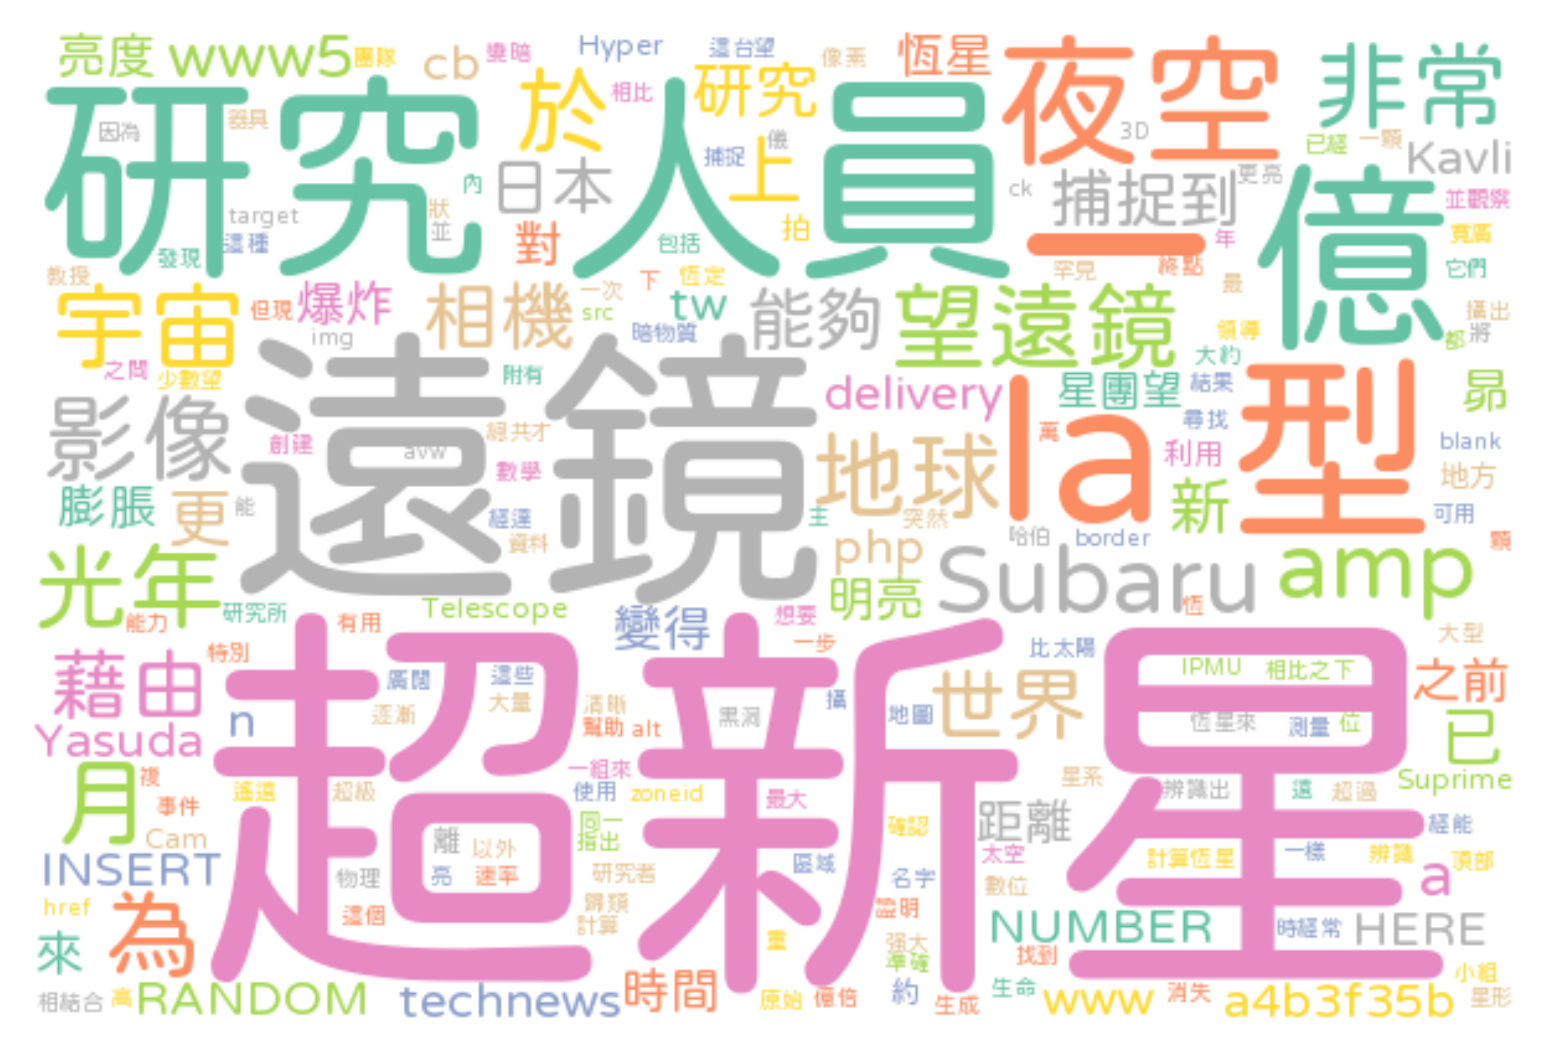 亮度 www5 團隊 cb 變暗 Hyper 這台望 像素 恆星 夜空 非常
研究人員 因為 器具 於 相比 研究 儀 捕捉 上 3D 已經 一顆 Kavli
日本 內 target 狀 並 這種 發現 對 包括 拍 ck 捕捉到 更亮 億 並觀察
教授 宇宙 但現 爆炸 img 相機 一次 src 下 恆定 tw 暗物質 能夠 望遠鏡 一 年 罕見 終點 最 領導 大約 寬廣 它們 攝出 將 都
之間 少數望 遠鏡 附有 delivery Ia 型 星團望 結果 尋找 昴
影像 創建 avw 數學 地球 萬 利用 blank 地方
膨脹 更 能 經達 資料 主 突然 php 哈伯 border 新 可用 顆
光年 能力 研究所 有用 Telescope 變得 想要 一步 明亮 Subaru 恆 amp
藉由 特別 廣闊 逐漸 這些 大量 清晰 幫助 alt 黑洞 攝 地圖 世界 比太陽 IPMU 相比之下 大型 之前
Yasuda n 超新星 恆星來 測量 位 已
月 複 事件 Cam 遙遠 超級 一組來 使用 zoneid 最大 星系 辨識出 遠 超過 Suprime
INSERT 離 以外 亮 速率 物理 同一 指出 研究者 區域 確認 距離 太空 計算恆星 一樣 辨識 經能 頂部 a
href 為 這個 歸類 計算 名字 數位 證明 NUMBER 時經常 HERE
來 重 強大 準確 找到 小組
相結合 高 RANDOM technews 時間 原始 億倍 約 生成 生命 www 消失 a4b3f35b 星形